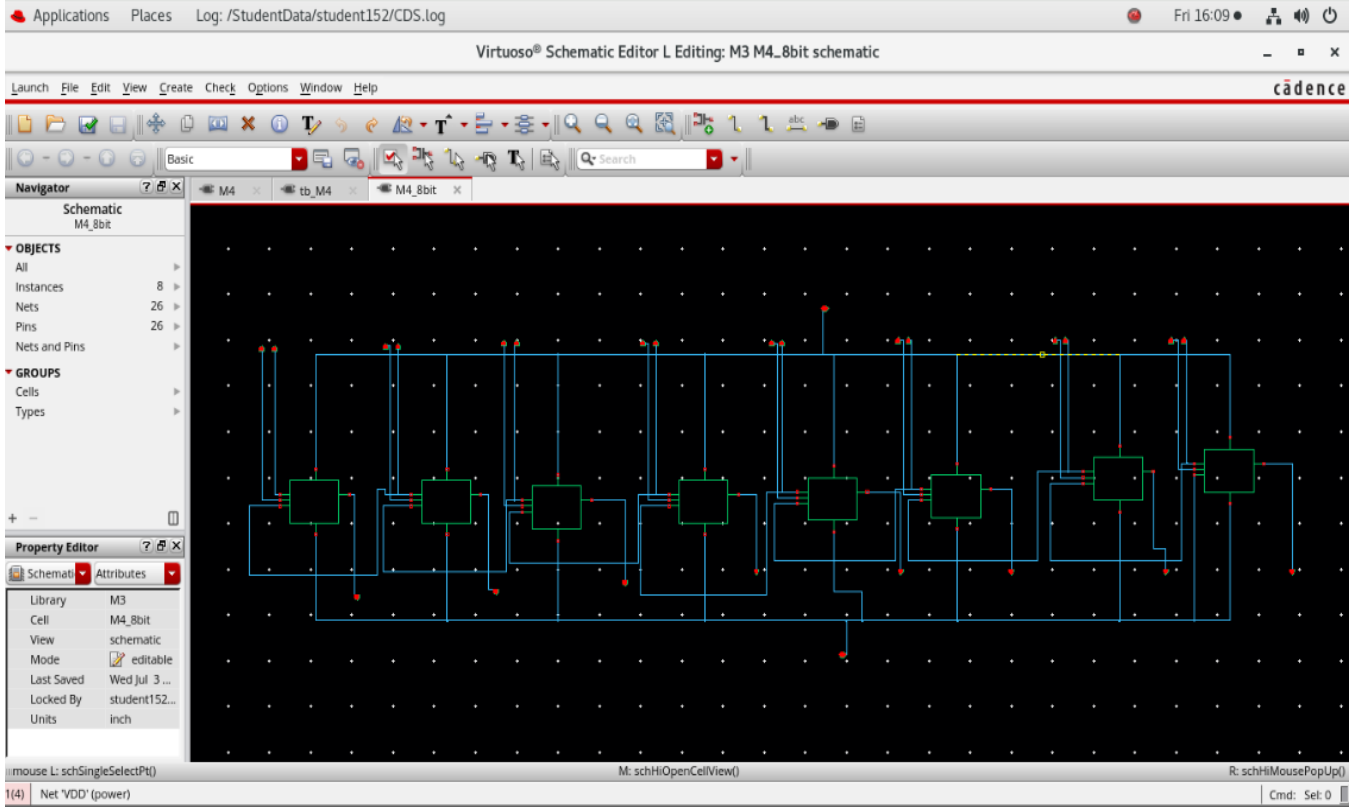 Applications Places Log: /StudentData/student152/CDS.log Fri 16:09
Virtuoso® Schematic Editor L Editing: M3 M4_8bit schematic
Launch File Edit View Create Check Options Window Help cādence
abc
Basic Search
Navigator
M4 tb_M4 M4_8bit
Schematic
M4_8bit
OBJECTS
All
Instances 8
Nets 26
Pins 26
Nets and Pins
GROUPS
Cells
Types
Property Editor
Schemati Attributes
Library M3
Cell M4_8bit
View schematic
Mode editable
Last Saved Wed Jul 3 ...
Locked By student152...
Units inch
mouse L: schSingleSelectPt() M: schHiOpenCellView() R: schHiMousePopUp()
1(4) Net 'VDD' (power) Cmd: Sel: 0